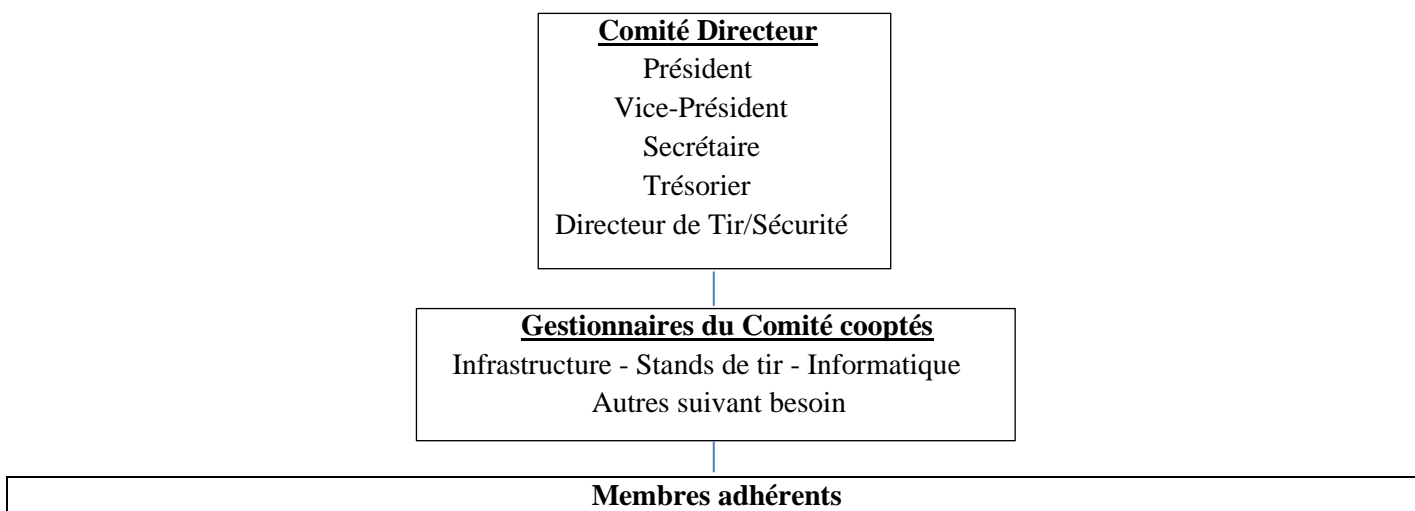 Comité Directeur
Président
Vice-Président
Secrétaire
Trésorier
Directeur de Tir/Sécurité
Gestionnaires du Comité cooptés
Infrastructure - Stands de tir - Informatique
Autres suivant besoin
Membres adhérents